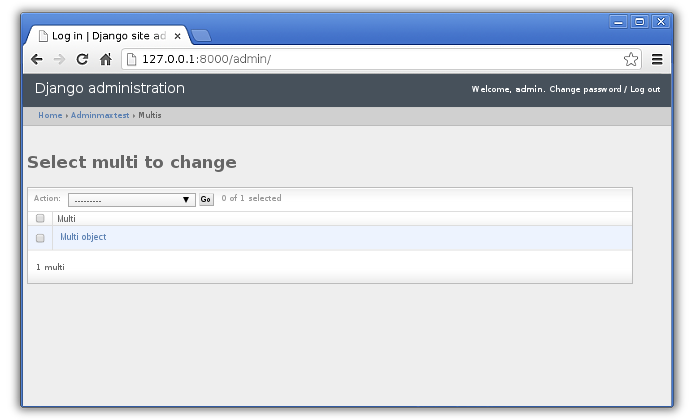 Log in | Django site ad
127.0.0.1:8000/admin/
Django administration
Welcome, admin. Change password / Log out
Home › Adminmaxtest › Multis
Select multi to change
Action: --------- Go 0 of 1 selected
Multi
Multi object
1 multi